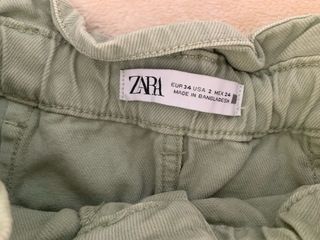 ZARA
EUR 34 USA 2 MEX 24
MADE IN BANGLADESH